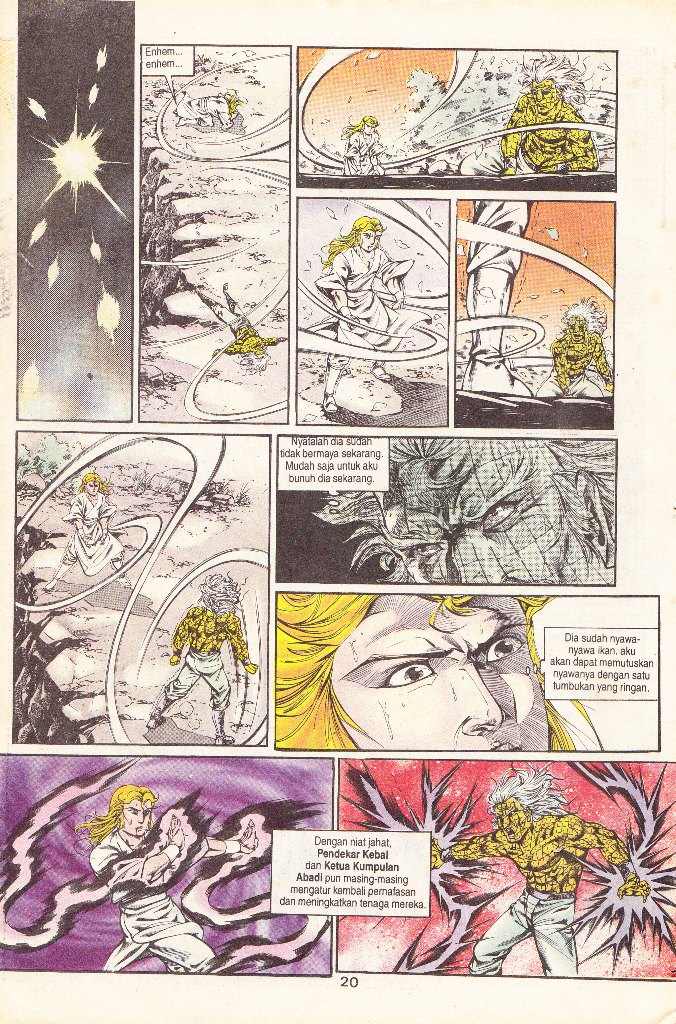 Enhem...
enhem...
Nyatalah dia sudah
tidak bermaya sekarang.
Mudah saja untuk aku
bunuh dia sekarang.
Dia sudah nyawa-
nyawa ikan, aku
akan dapat memutuskan
nyawanya dengan satu
tumbukan yang ringan.
Dengan niat jahat,
Pendekar Kebal
dan Ketua Kumpulan
Abadi pun masing-masing
mengatur kembali pernafasan
dan meningkatkan tenaga mereka.
20